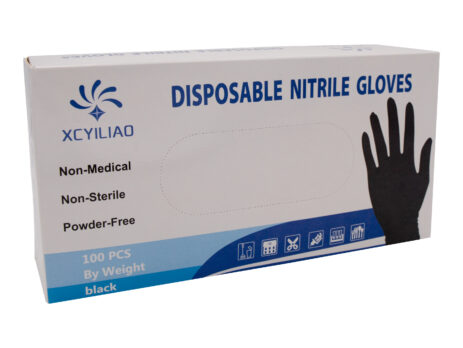 DISPOSABLE NITRILE GLOVES
XCYILIAO
Non-Medical
Non-Sterile
Powder-Free
100 PCS
By Weight
black